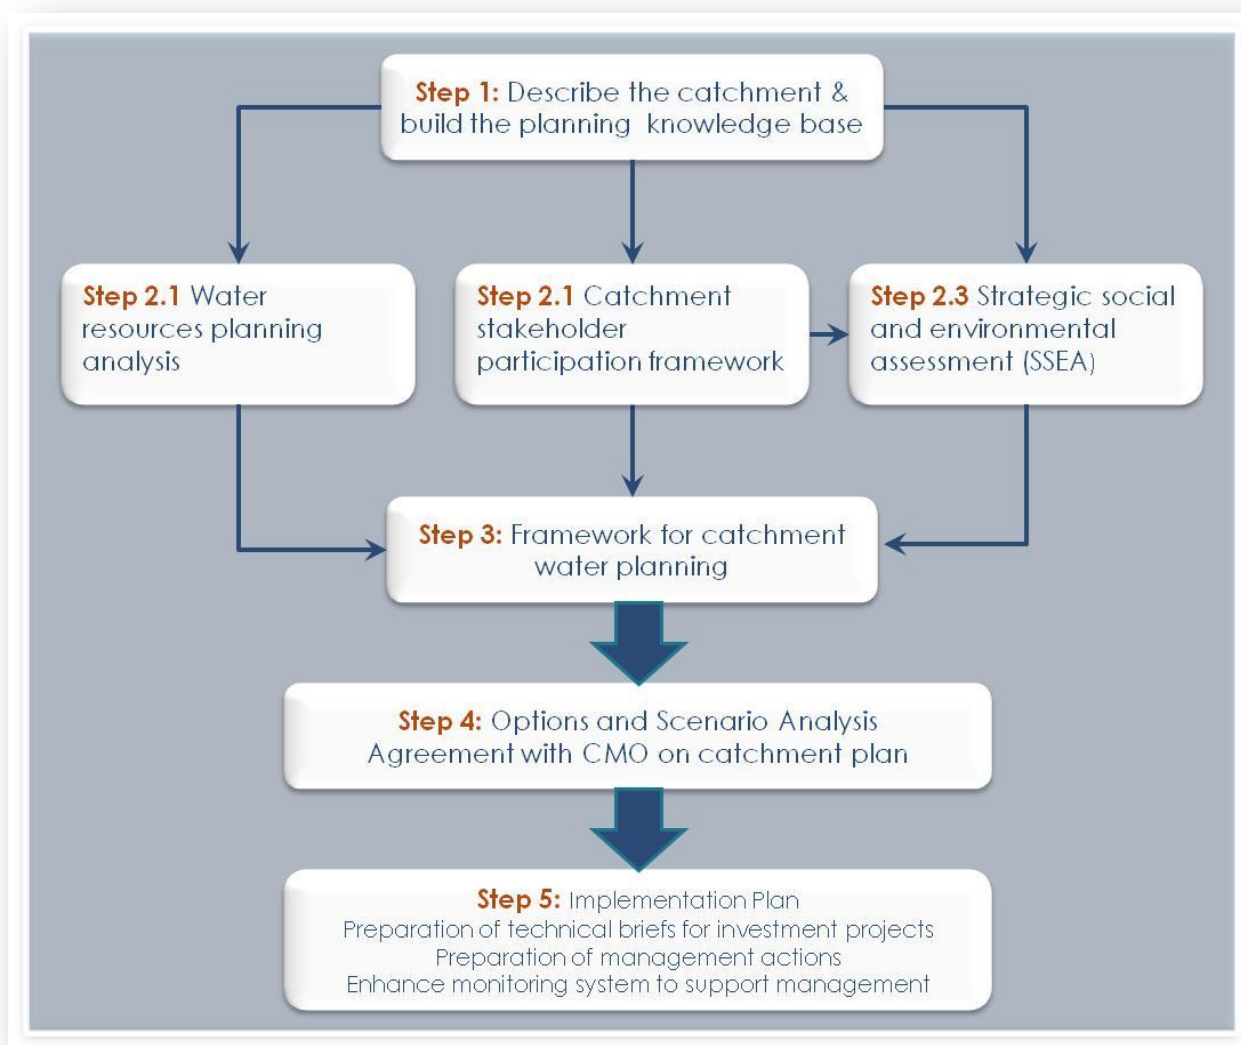 Step 1: Describe the catchment &
build the planning knowledge base
Step 2.1 Water
resources planning
analysis
Step 2.1 Catchment
stakeholder
participation framework
Step 2.3 Strategic social
and environmental
assessment (SSEA)
Step 3: Framework for catchment
water planning
Step 4: Options and Scenario Analysis
Agreement with CMO on catchment plan
Step 5: Implementation Plan
Preparation of technical briefs for investment projects
Preparation of management actions
Enhance monitoring system to support management